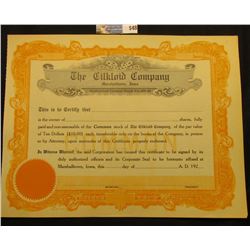 548
The Cilkloid Company
Marshalltown, Iowa
This is to Certify that
is the owner of shares, fully
paid and non-assessable of the Common stock of The Cilkloid Company, of the par value
of Ten Dollars ($10.00) each, transferable only on the books of the Company, in person or
by Attorney, upon surrender of this Certificate properly endorsed.
In Witness Whereof, the said Corporation has caused this certificate to be signed by its
duly authorized officers and its Corporate Seal to be hereunto affixed at
Marshalltown, Iowa, this day of A. D. 192